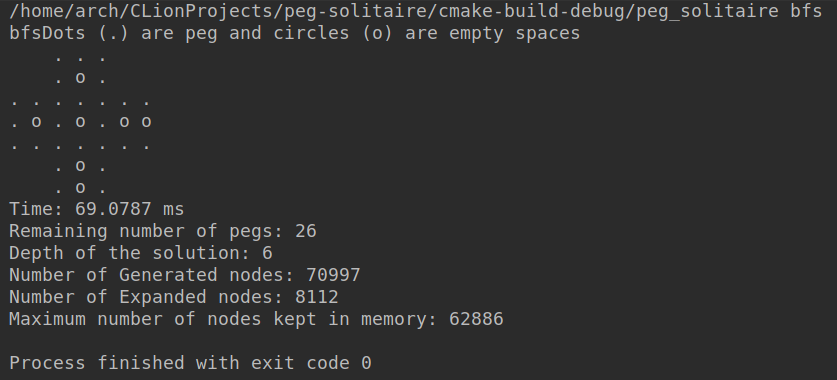 /home/arch/CLionProjects/peg-solitaire/cmake-build-debug/peg_solitaire bfs
bfsDots (.) are peg and circles (o) are empty spaces
    . . .
    . o .
. . . . . . .
. o . o . o o
. . . . . . .
    . o .
    . o .
Time: 69.0787 ms
Remaining number of pegs: 26
Depth of the solution: 6
Number of Generated nodes: 70997
Number of Expanded nodes: 8112
Maximum number of nodes kept in memory: 62886

Process finished with exit code 0